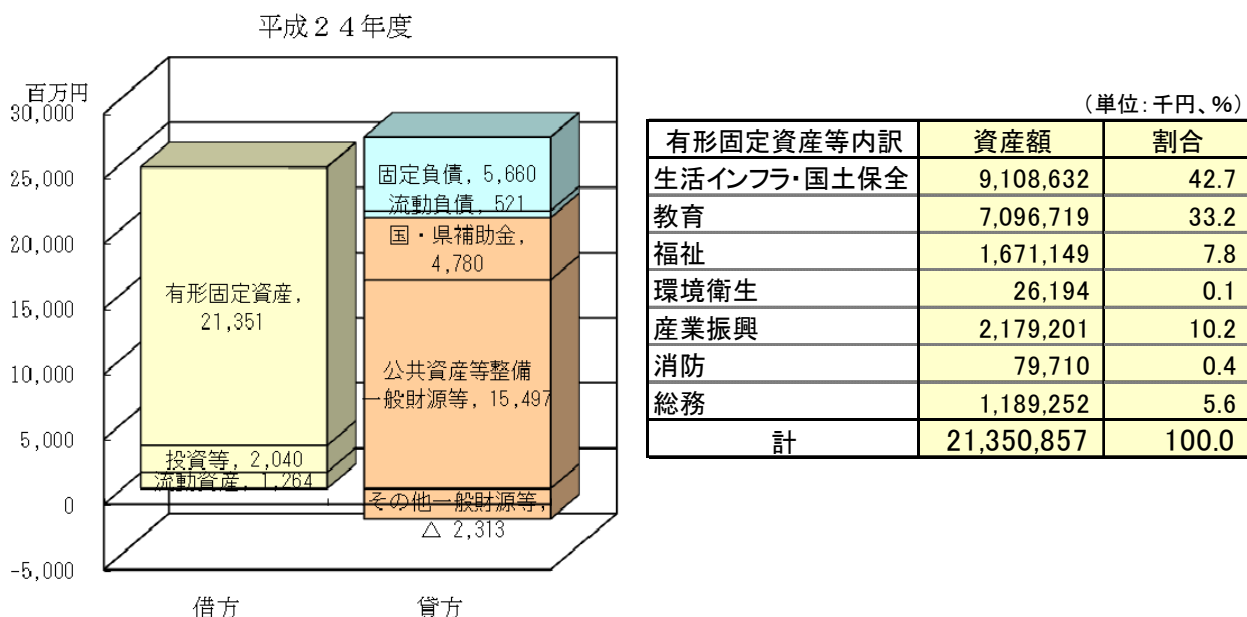 平成２４年度
百万円
30,000
25,000
20,000
15,000
10,000
5,000
0
-5,000
有形固定資産,
21,351
投資等, 2,040
流動資産, 1,264
固定負債, 5,660
流動負債, 521
国・県補助金,
4,780
公共資産等整備
一般財源等, 15,497
その他一般財源等,
△ 2,313
借方 貸方
（単位：千円、%）
有形固定資産等内訳 資産額 割合
生活インフラ・国土保全 9,108,632 42.7
教育 7,096,719 33.2
福祉 1,671,149 7.8
環境衛生 26,194 0.1
産業振興 2,179,201 10.2
消防 79,710 0.4
総務 1,189,252 5.6
計 21,350,857 100.0